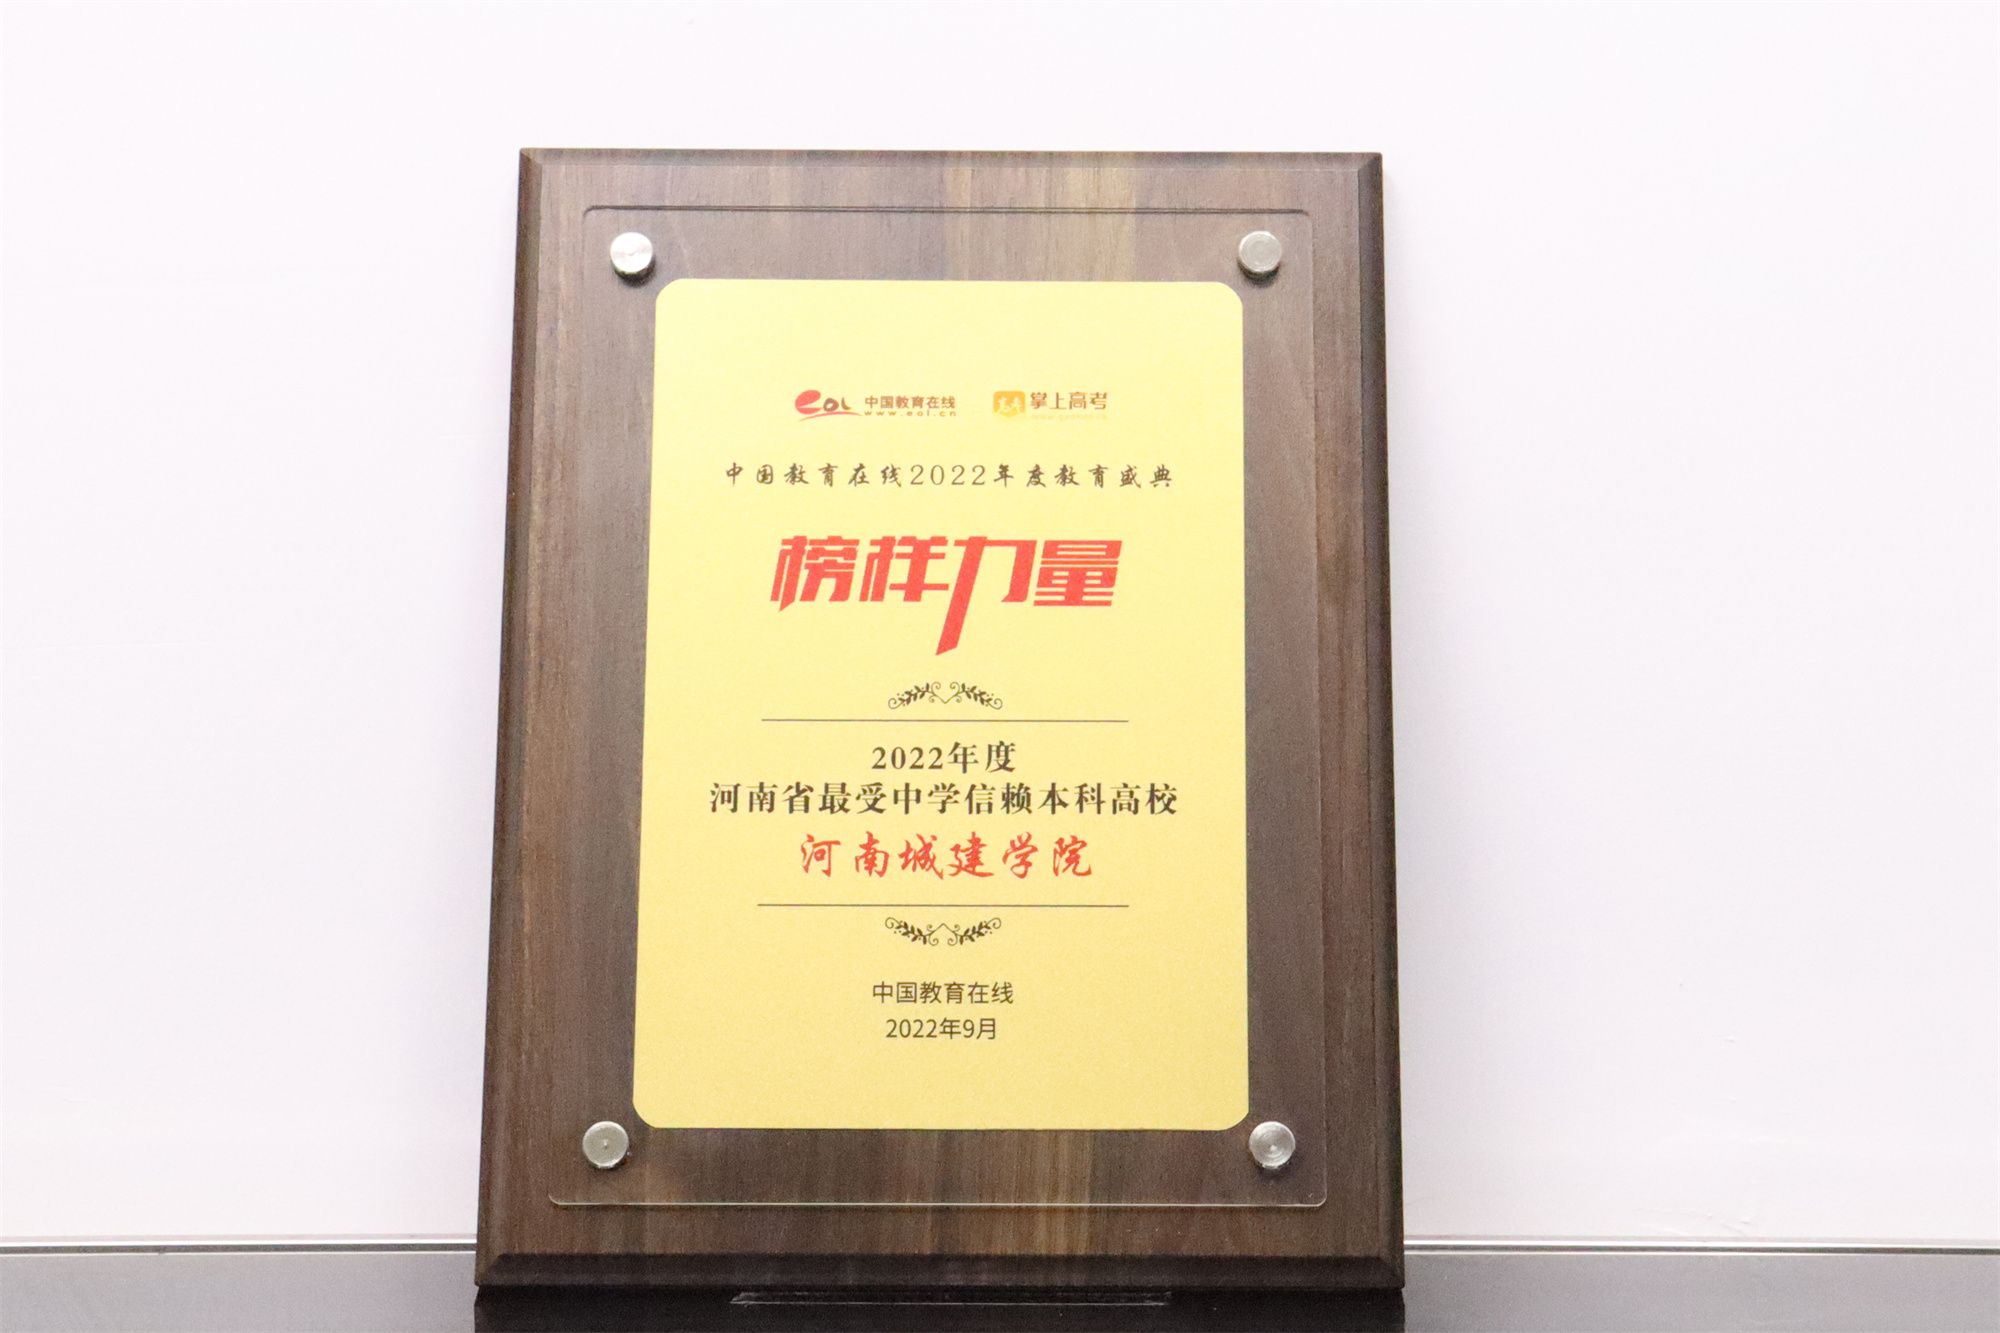 eol 中国教育在线 掌上高考
www.eol.cn
中国教育在线2022年度教育盛典
榜样力量
2022年度
河南省最受中学信赖本科高校
河南城建学院
中国教育在线
2022年9月